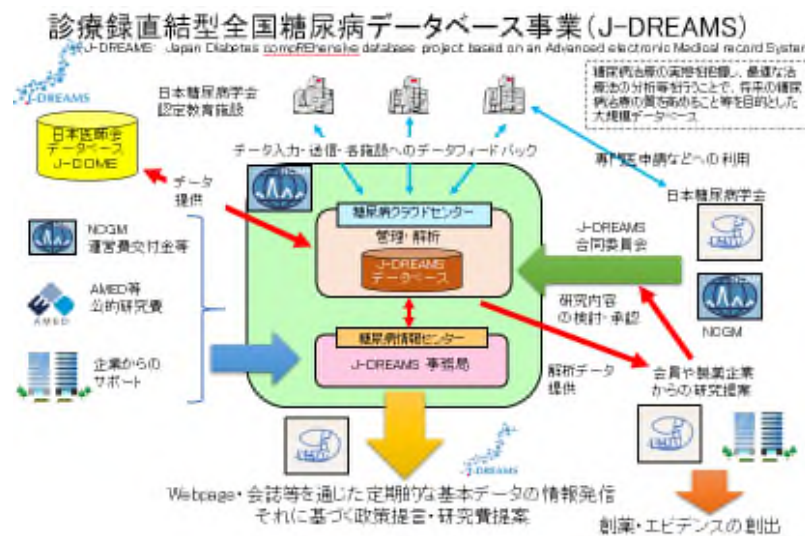 診療録直結型全国糖尿病データベース事業(J-DREAMS)
J-DREAMS: Japan Diabetes compREhensive database project based on an Advanced electronic Medical record System
J-DREAMS
日本糖尿病学会
認定教育施設
糖尿病治療の実態を把握し、最適な治
療法の分析等を行うことで、将来の糖尿
病治療の質を高めること等を目的とした
大規模データベース
日本医師会
データベース
J-DOME
データ入力・送信・各施設へのデータフィードバック
専門医申請などへの利用
データ
提供
日本糖尿病学会
糖尿病クラウドセンター
管理・解析
J-DREAMS
データベース
NCGM
運営費交付金等
J-DREAMS
合同委員会
AMED等
公的研究費
AMED
研究内容
の検討・承認
NCGM
糖尿病情報センター
J-DREAMS 事務局
企業からの
サポート
解析データ
提供
会員や製薬企業
からの研究提案
J-DREAMS
Webpage・会誌等を通じた定期的な基本データの情報発信
それに基づく政策提言・研究費提案
創薬・エビデンスの創出